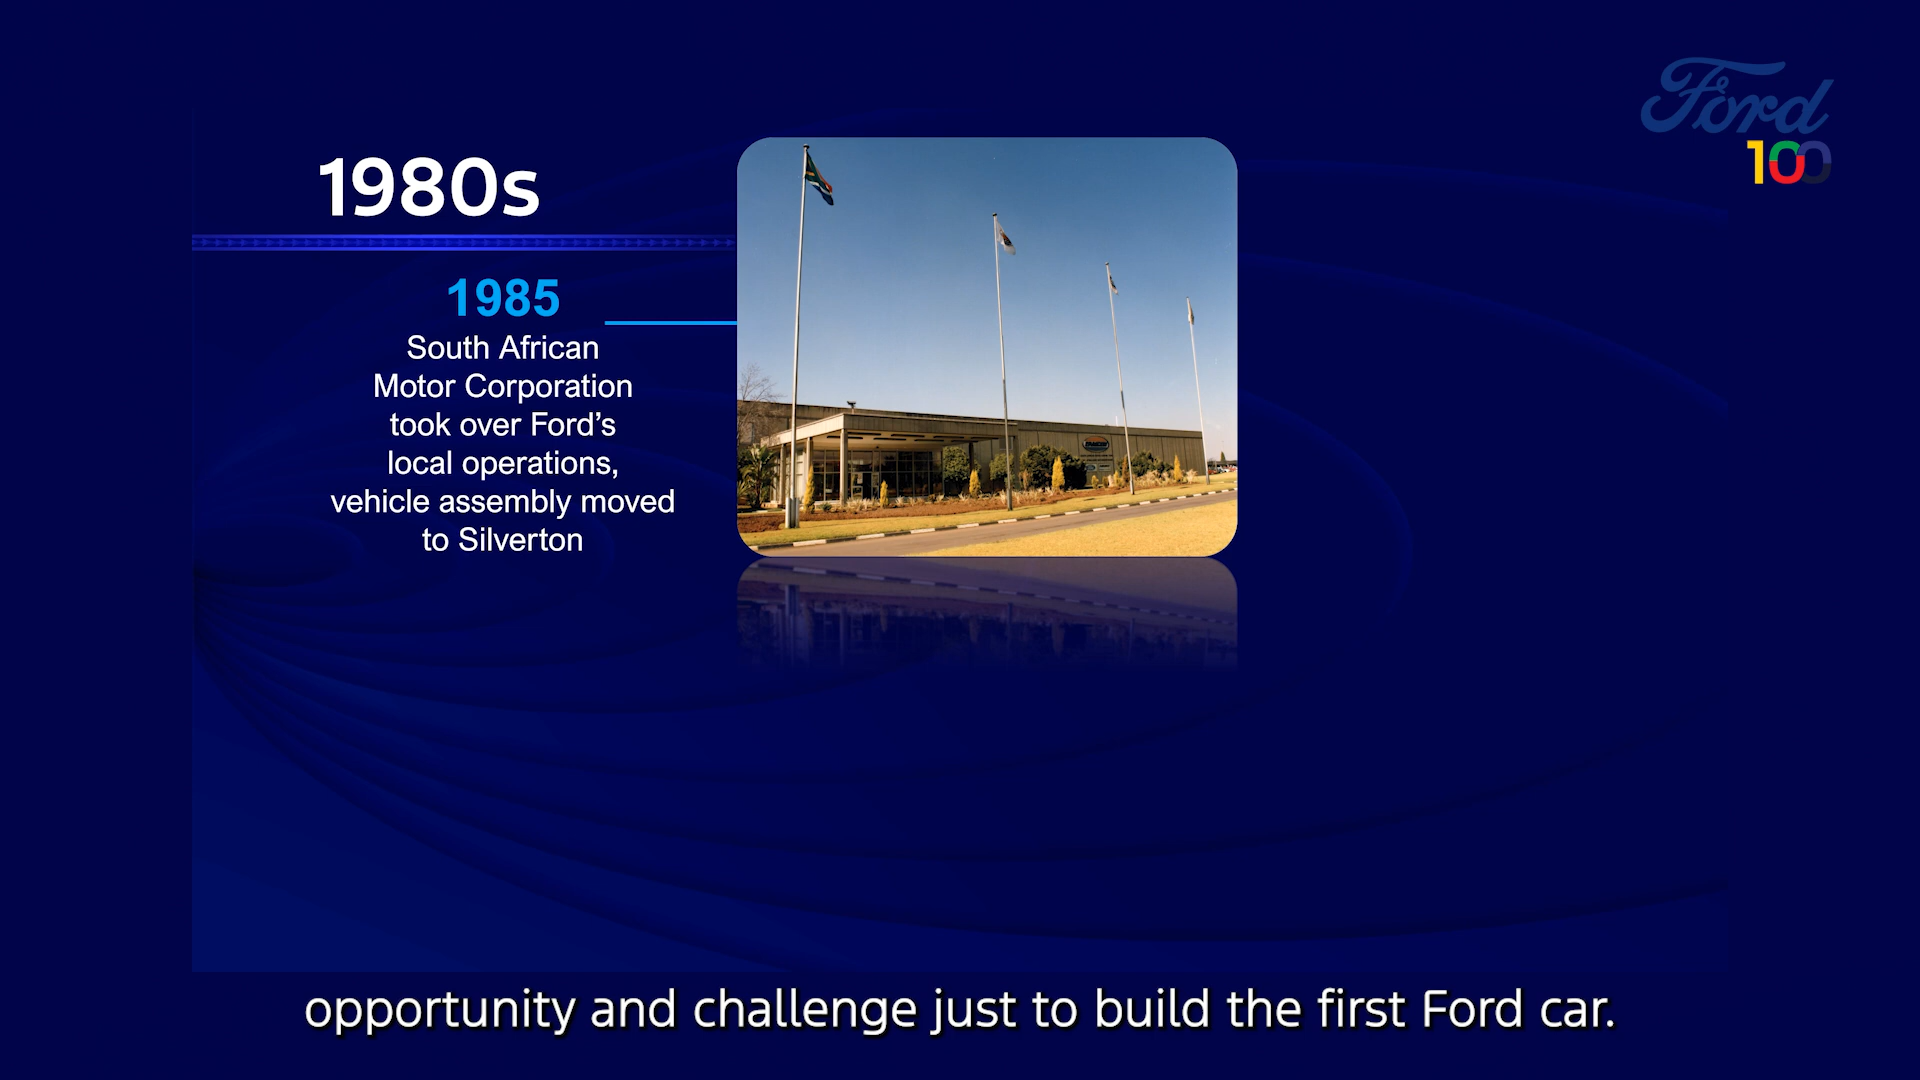 Ford
100
1980s
1985
South African
Motor Corporation
took over Ford’s
local operations,
vehicle assembly moved
to Silverton
opportunity and challenge just to build the first Ford car.